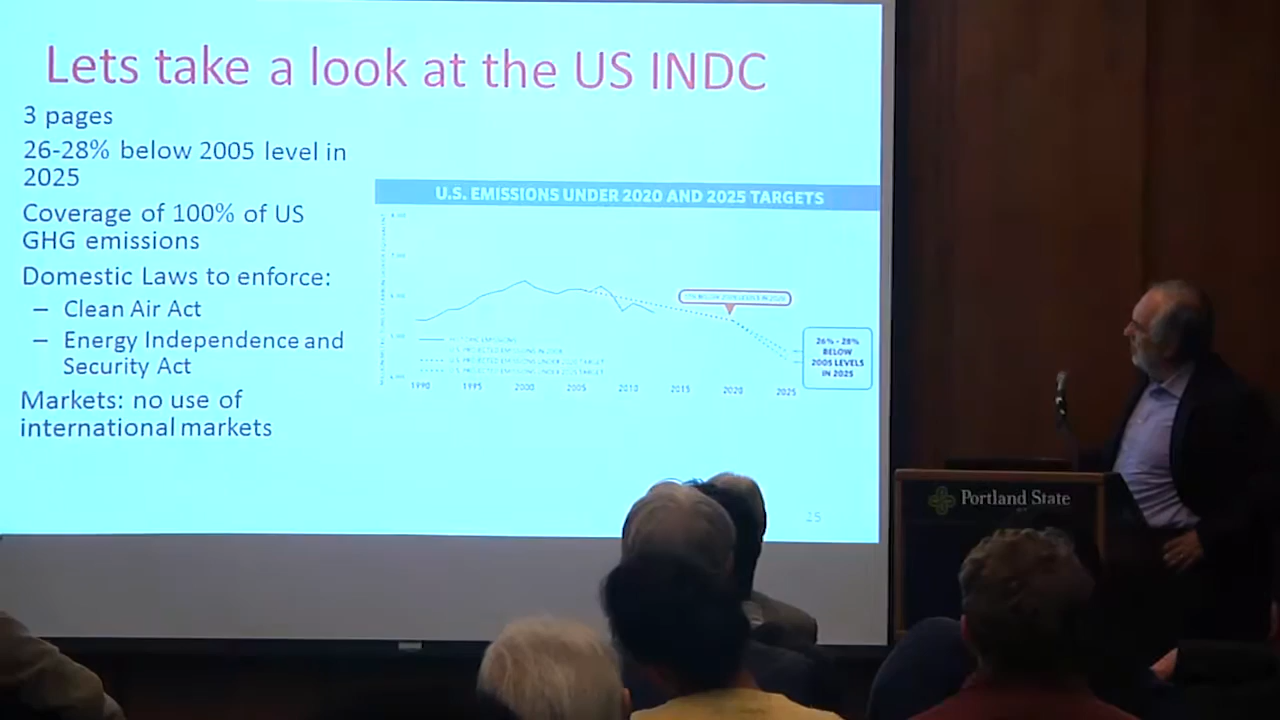 Lets take a look at the US INDC
3 pages
26-28% below 2005 level in
2025
Coverage of 100% of US
GHG emissions
Domestic Laws to enforce:
– Clean Air Act
– Energy Independence and
Security Act
Markets: no use of
international markets
U.S. EMISSIONS UNDER 2020 AND 2025 TARGETS
26% - 28%
BELOW
2005 LEVELS
IN 2025
1990 1995 2000 2005 2010 2015 2020 2025
25
Portland State